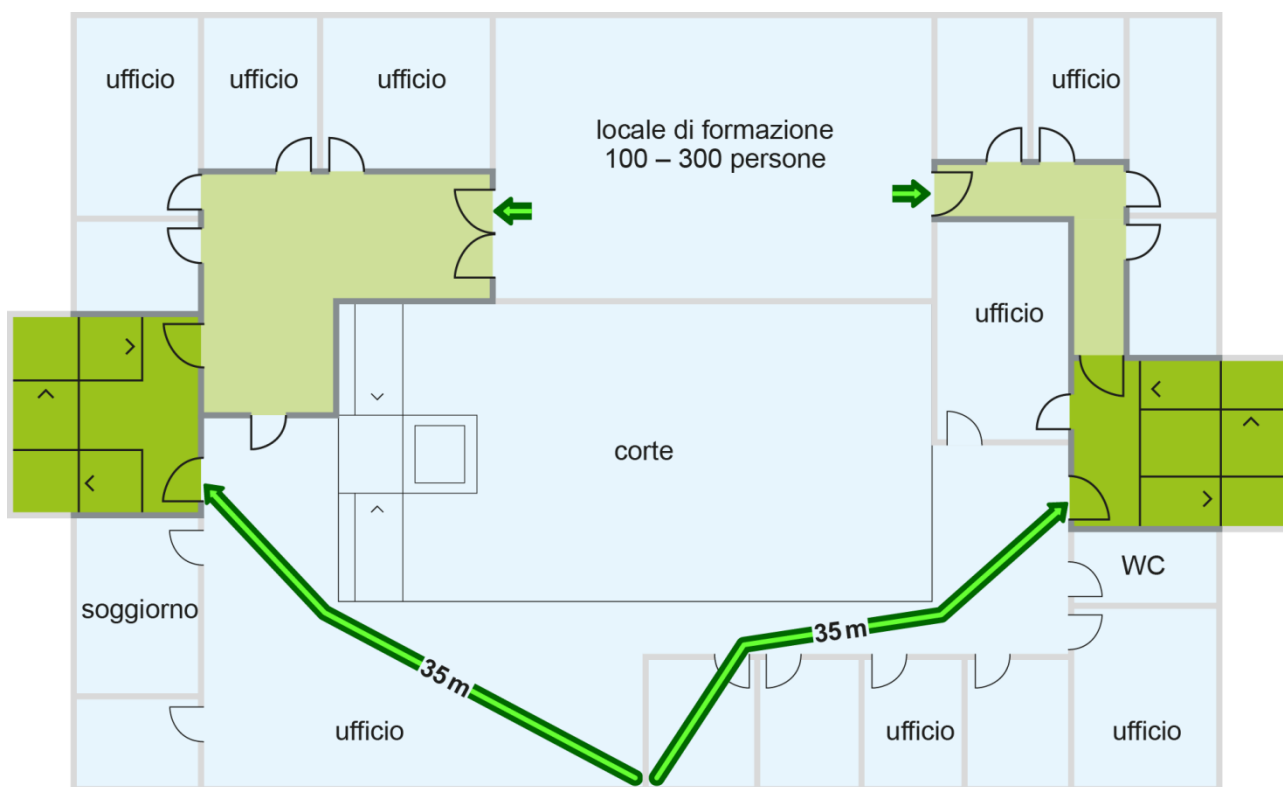 ufficio
ufficio
ufficio
locale di formazione
100 – 300 persone
ufficio
ufficio
corte
soggiorno
WC
35 m
35 m
ufficio
ufficio
ufficio